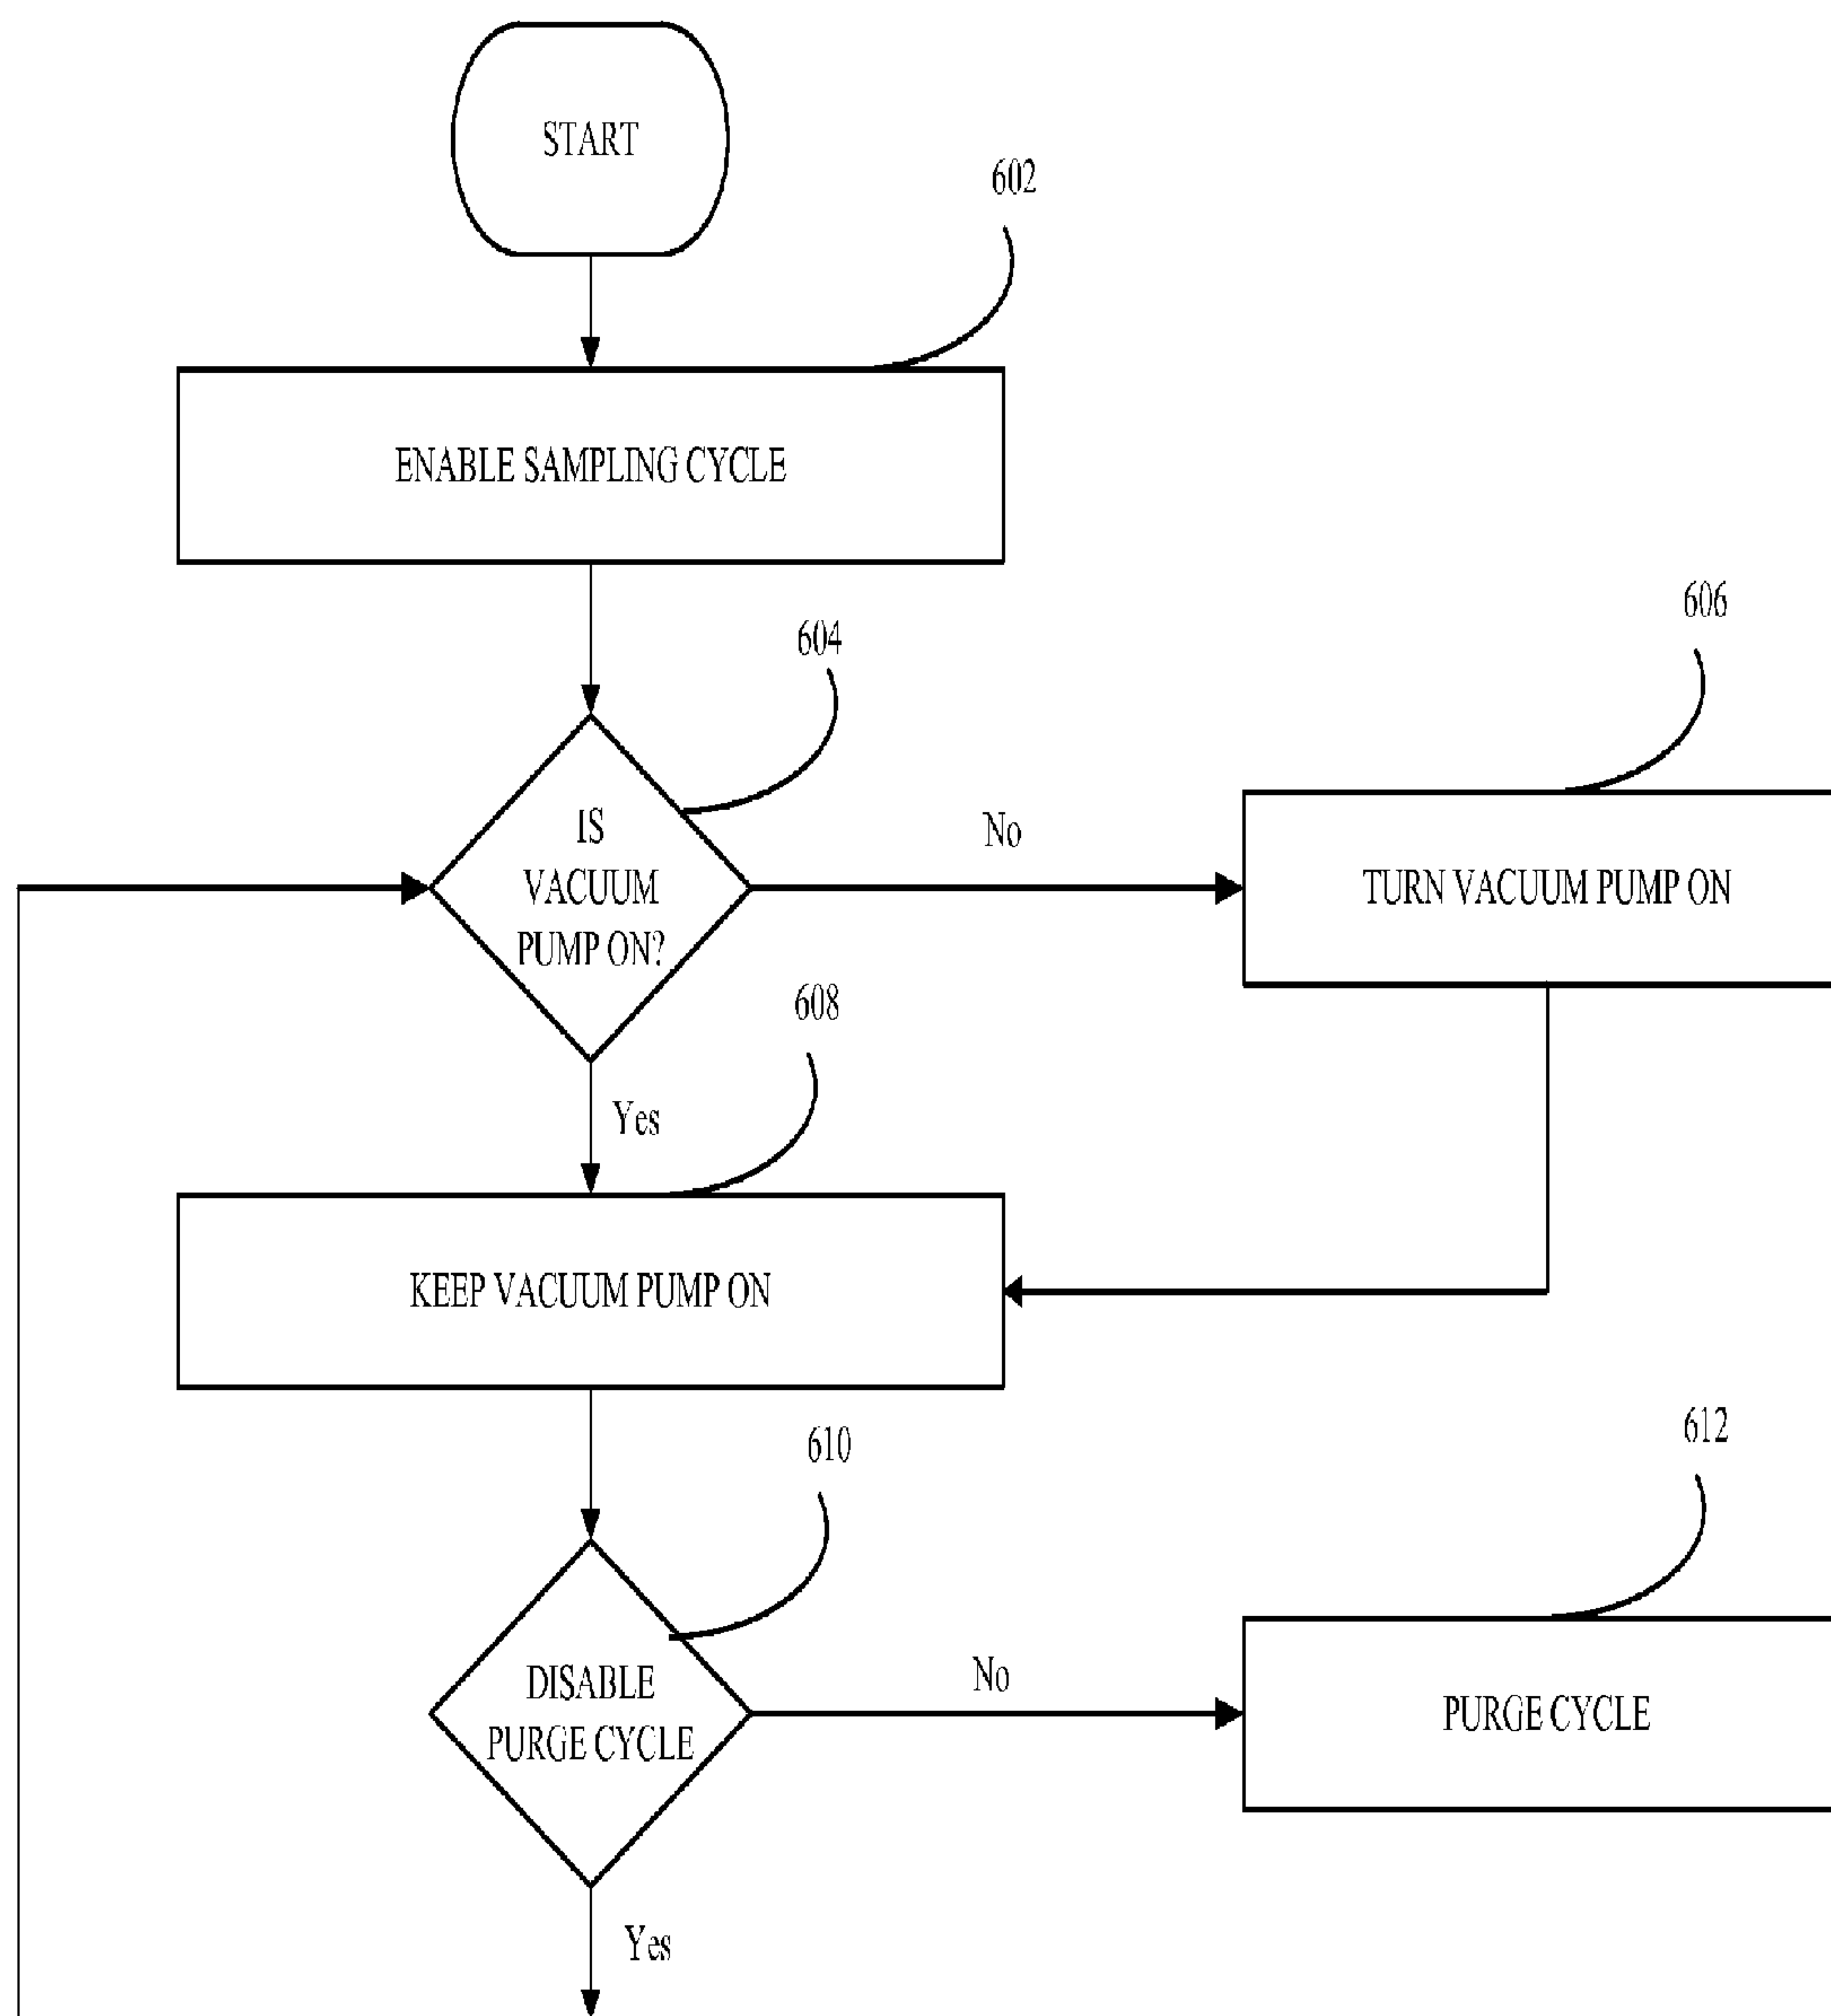 START
602
ENABLE SAMPLING CYCLE
604
606
IS
VACUUM
PUMP ON?
No
TURN VACUUM PUMP ON
608
Yes
KEEP VACUUM PUMP ON
610
612
DISABLE
PURGE CYCLE
No
PURGE CYCLE
Yes